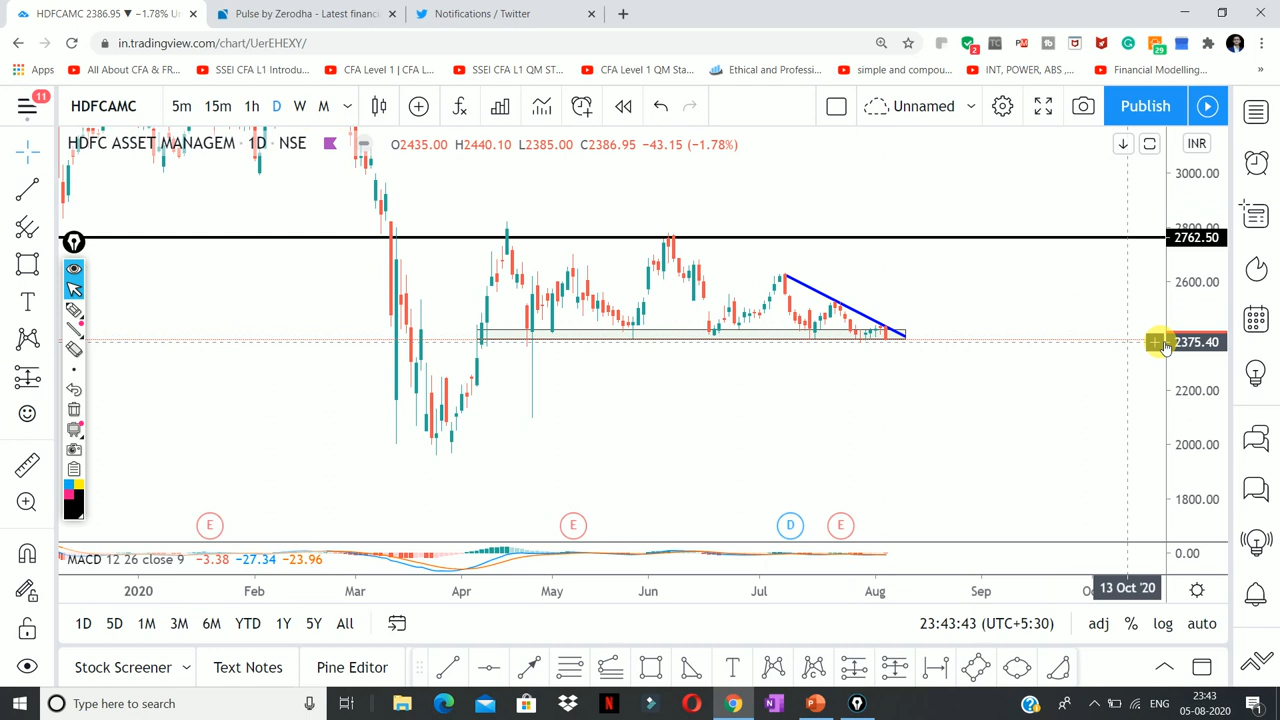 HDFCAMC 2386.95 ▼ −1.78% Un
Pulse by Zerodha - Latest financi
Notifications / Twitter
in.tradingview.com/chart/UerEHEXY/
2
29
Apps
All About CFA & FR...
SSEI CFA L1 Introdu...
CFA Level 1 | CFA L...
SSEI CFA L1 QM ST...
CFA Level 1 QM Sta...
Ethical and Professi...
simple and compou...
INT, POWER, ABS ,...
Financial Modelling...
»
11
HDFCAMC
5m 15m 1h D W M
Unnamed
Publish
HDFC ASSET MANAGEM · 1D · NSE
O2435.00 H2440.10 L2385.00 C2386.95 −43.15 (−1.78%)
INR
3000.00
2800.00
2762.50
2600.00
2375.40
2200.00
2000.00
1800.00
E E D E
MACD 12 26 close 9 −3.38 −27.34 −23.96
0.00
2020 Feb Mar Apr May Jun Jul Aug Sep
13 Oct '20
1D 5D 1M 3M 6M YTD 1Y 5Y All
23:43:43 (UTC+5:30)
adj % log auto
Stock Screener
Text Notes
Pine Editor
Type here to search
ENG
23:43
05-08-2020